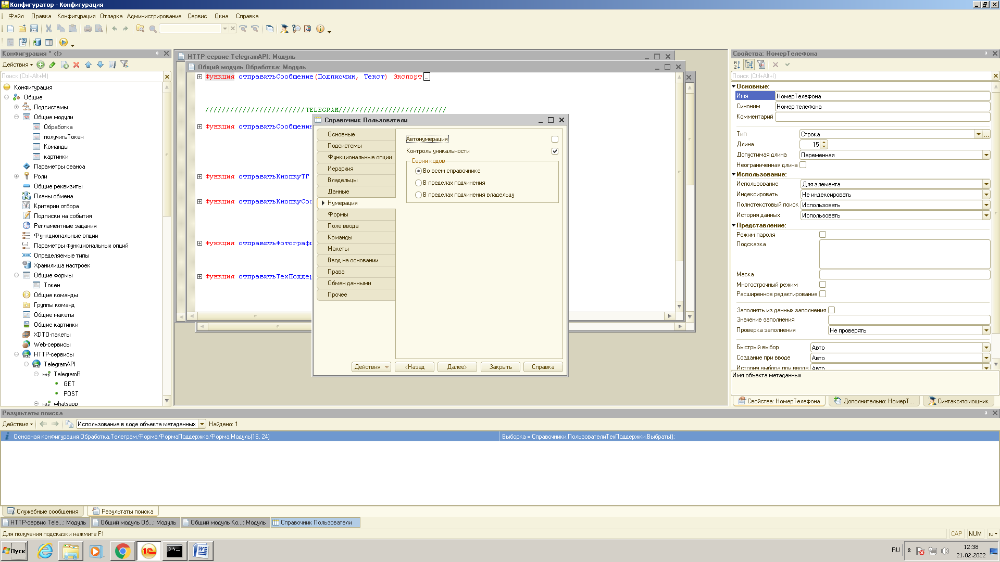 Конфигуратор - Конфигурация
Файл Правка Конфигурация Отладка Администрирование Сервис Окна Справка
Конфигурация * <!>
Действия
Поиск (Ctrl+Alt+M)
Конфигурация
Общие
Подсистемы
Общие модули
Обработка
получитьТокен
Команды
картинки
Параметры сеанса
Роли
Общие реквизиты
Планы обмена
Критерии отбора
Подписки на события
Регламентные задания
Функциональные опции
Параметры функциональных опций
Определяемые типы
Хранилища настроек
Общие формы
Токен
Общие команды
Группы команд
Общие макеты
Общие картинки
XDTO-пакеты
Web-сервисы
HTTP-сервисы
TelegramAPI
TelegramR
GET
POST
whatsapp
HTTP-сервис TelegramAPI: Модуль
Общий модуль Обработка: Модуль
Функция отправитьСообщение(Подписчик, Текст) Экспорт...
////////////////////////TELEGRAM//////////////////////////
Функция отправитьСообщение
Функция отправитьКнопкуТГ
Функция отправитьКнопкуСоо
Функция отправитьФотографи
Функция отправитьТехПоддер
Справочник Пользователи
Основные
Подсистемы
Функциональные опции
Иерархия
Владельцы
Данные
Нумерация
Формы
Поле ввода
Команды
Макеты
Ввод на основании
Права
Обмен данными
Прочее
Автонумерация
Контроль уникальности
Серии кодов
Во всем справочнике
В пределах подчинения
В пределах подчинения владельцу
Действия <Назад Далее> Закрыть Справка
Свойства: НомерТелефона
Поиск (Ctrl+Alt+I)
Основные:
Имя НомерТелефона
Синоним Номер телефона
Комментарий
Тип Строка
Длина 15
Допустимая длина Переменная
Неограниченная длина
Использование:
Использование Для элемента
Индексировать Не индексировать
Полнотекстовый поиск Использовать
История данных Использовать
Представление:
Режим пароля
Подсказка
Маска
Многострочный режим
Расширенное редактирование
Заполнять из данных заполнения
Значение заполнения
Проверка заполнения Не проверять
Быстрый выбор Авто
Создание при вводе Авто
История выбора при вводе Авто
Имя объекта метаданных
Свойства: НомерТелефона Дополнительно: НомерТ... Синтакс-помощник
Результаты поиска
Действия Использование в коде объекта метаданных Найдено: 1
Основная конфигурация Обработка.Телеграм.Форма.ФормаПоддержка.Форма.Модуль(16, 24) Выборка = Справочники.ПользователиТехПоддержки.Выбрать();
Служебные сообщения Результаты поиска
HTTP-сервис Теле...: Модуль Общий модуль Об...: Модуль Общий модуль Ко...: Модуль Справочник Пользователи
Для получения подсказки нажмите F1 CAP NUM ru
Пуск RU 12:38
21.02.2022